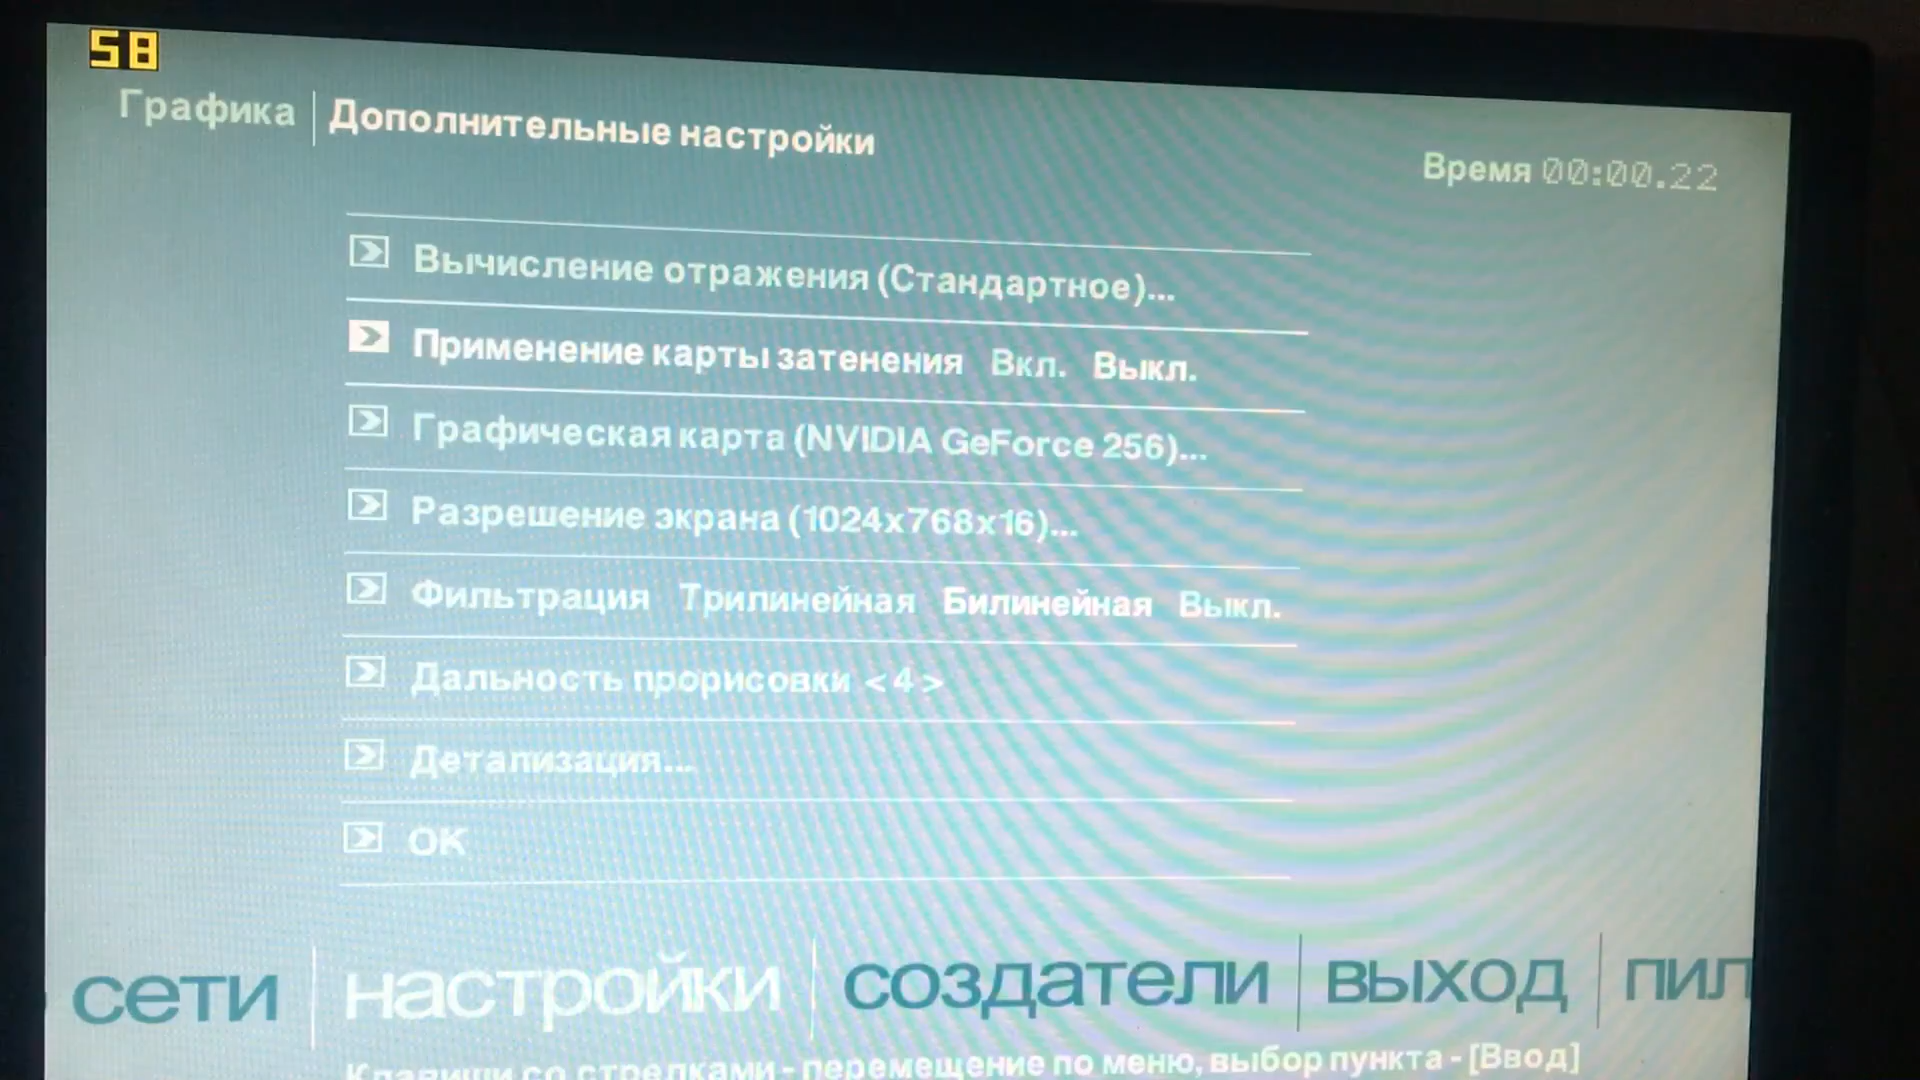 58
Графика | Дополнительные настройки
Время 00:00.22
Вычисление отражения (Стандартное)...
Применение карты затенения Вкл. Выкл.
Графическая карта (NVIDIA GeForce 256)...
Разрешение экрана (1024x768x16)...
Фильтрация Трилинейная Билинейная Выкл.
Дальность прорисовки < 4 >
Детализация...
OK
сети | настройки | создатели | выход | пил
Клавиши со стрелками - перемещение по меню, выбор пункта - [Ввод]